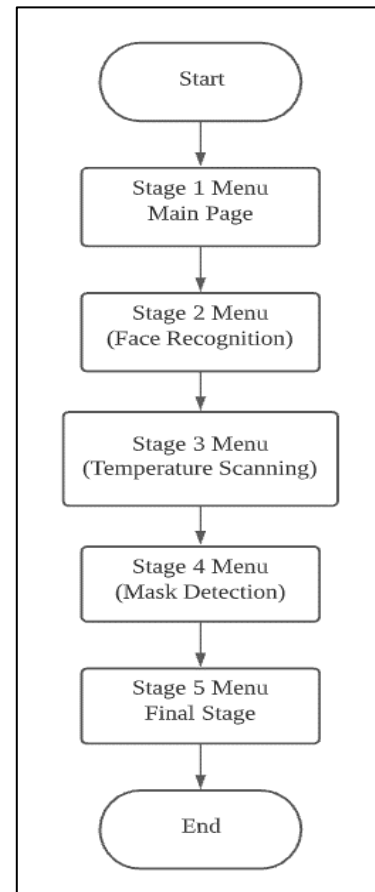 Start
Stage 1 Menu
Main Page
Stage 2 Menu
(Face Recognition)
Stage 3 Menu
(Temperature Scanning)
Stage 4 Menu
(Mask Detection)
Stage 5 Menu
Final Stage
End